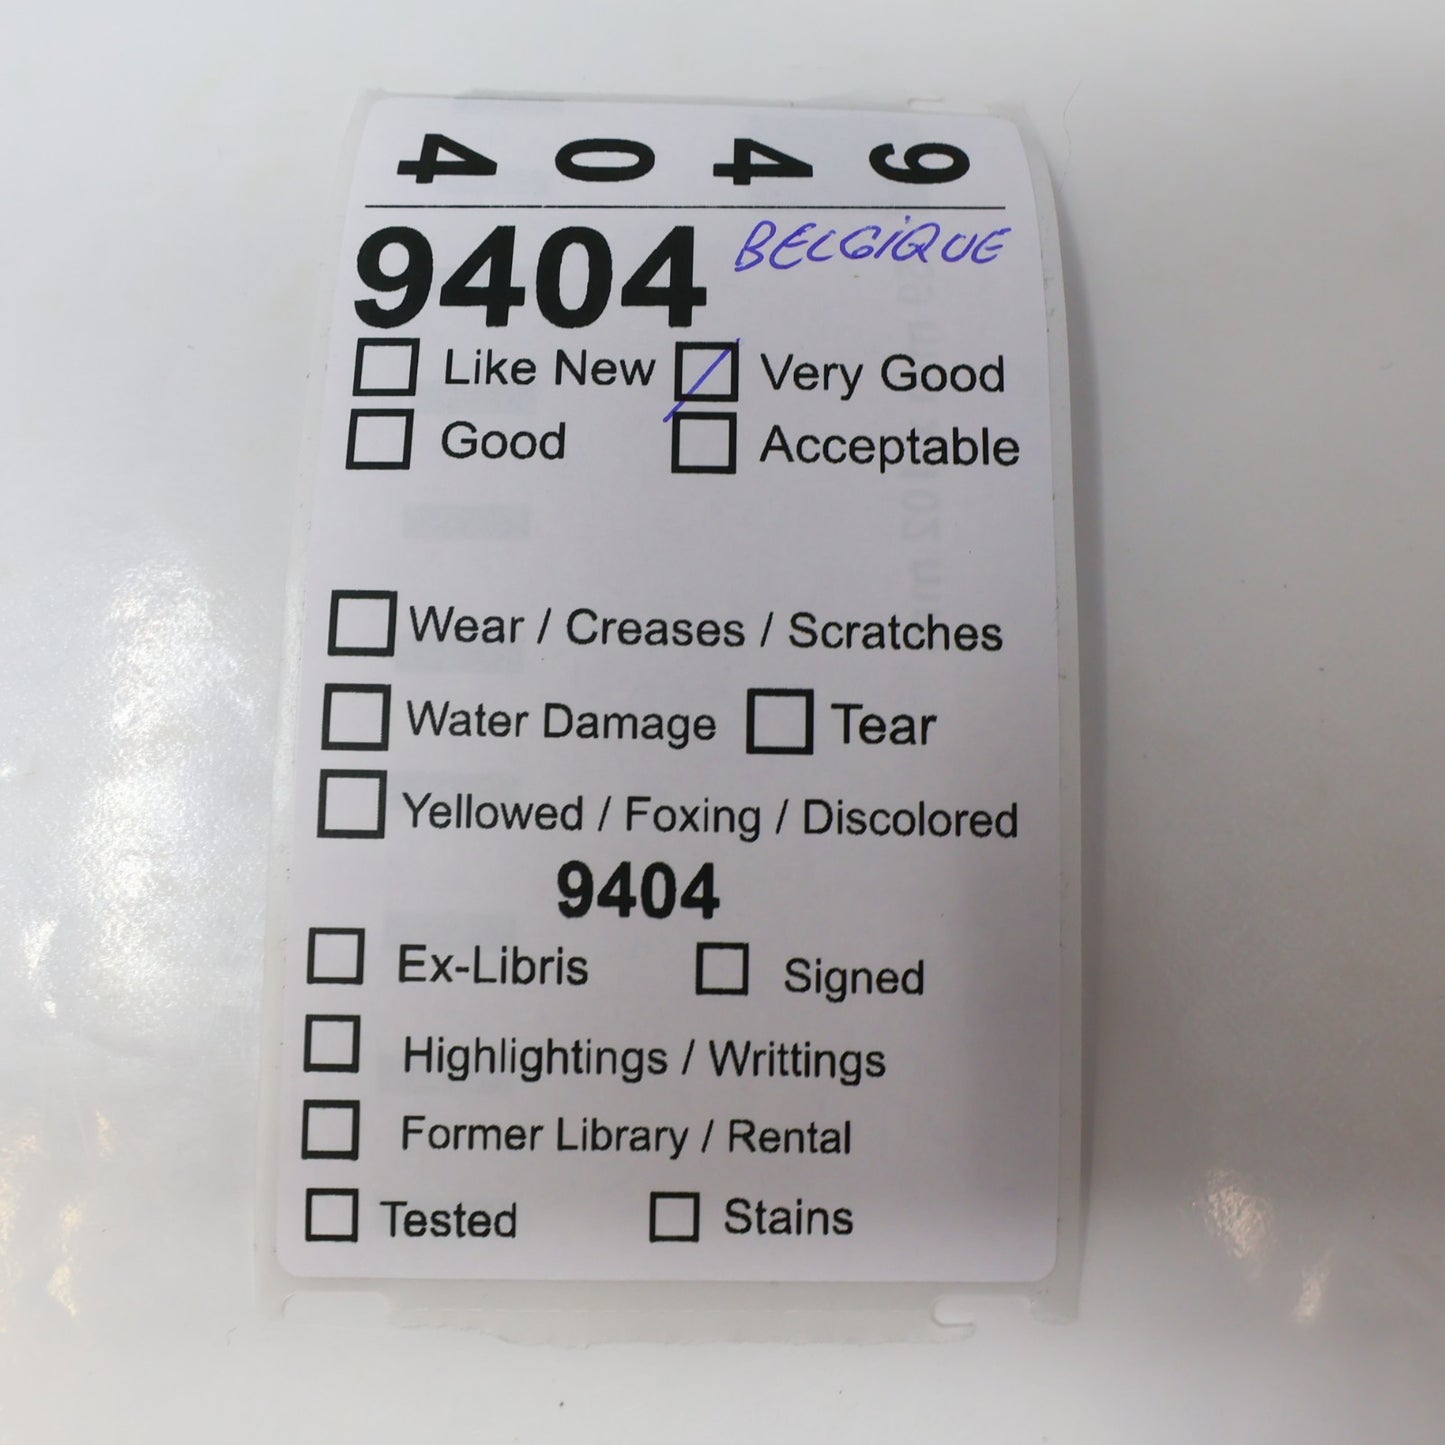 9404
9404 BELGIQUE
Like New Very Good
Good Acceptable
Wear / Creases / Scratches
Water Damage Tear
Yellowed / Foxing / Discolored
9404
Ex-Libris Signed
Highlightings / Writtings
Former Library / Rental
Tested Stains